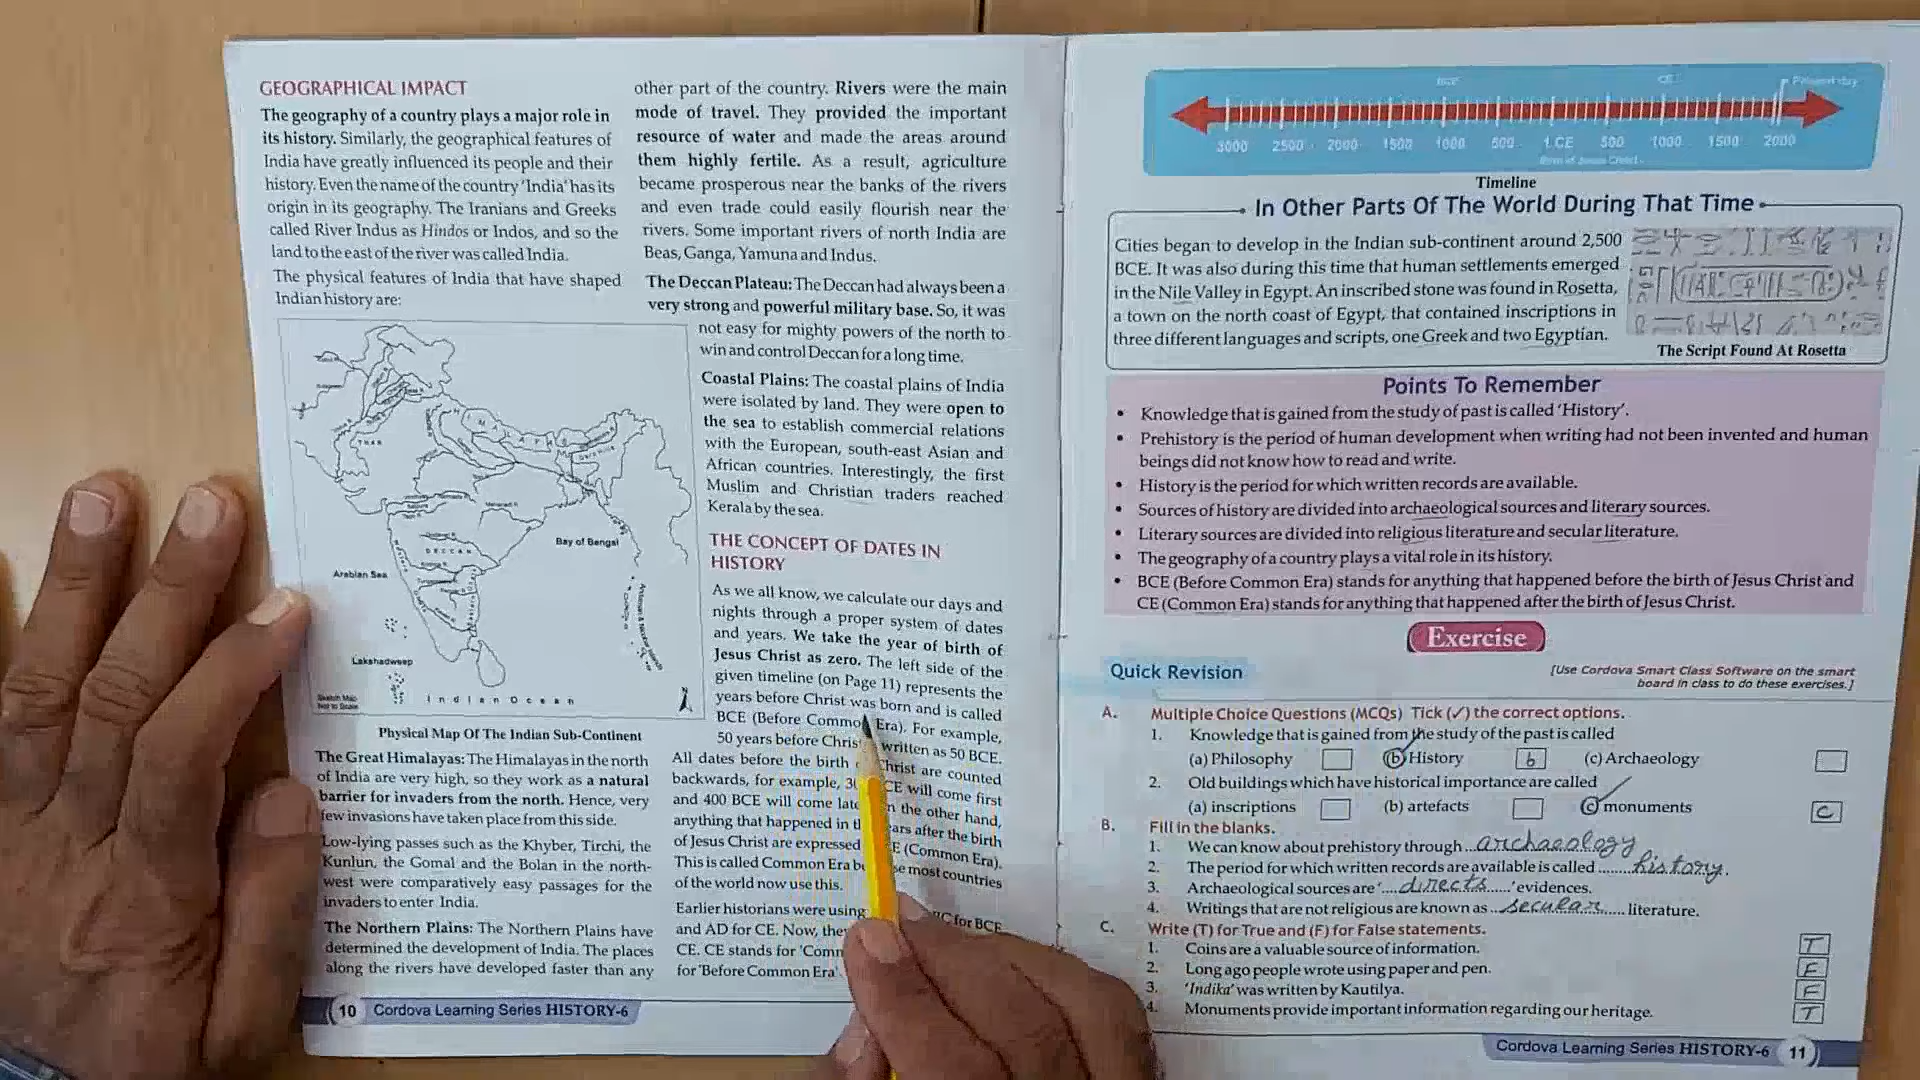 GEOGRAPHICAL IMPACT
The geography of a country plays a major role in
its history. Similarly, the geographical features of
India have greatly influenced its people and their
history. Even the name of the country 'India' has its
origin in its geography. The Iranians and Greeks
called River Indus as Hindos or Indos, and so the
land to the east of the river was called India.
The physical features of India that have shaped
Indian history are:
THAR
DECCAN
Bay of Bengal
Arabian Sea
Lakshadweep
Indian Ocean
Sketch Map
Not to Scale
Physical Map Of The Indian Sub-Continent
The Great Himalayas: The Himalayas in the north
of India are very high, so they work as a natural
barrier for invaders from the north. Hence, very
few invasions have taken place from this side.
Low-lying passes such as the Khyber, Tirchi, the
Kunlun, the Gomal and the Bolan in the north-
west were comparatively easy passages for the
invaders to enter India.
The Northern Plains: The Northern Plains have
determined the development of India. The places
along the rivers have developed faster than any
10 Cordova Learning Series HISTORY-6
other part of the country. Rivers were the main
mode of travel. They provided the important
resource of water and made the areas around
them highly fertile. As a result, agriculture
became prosperous near the banks of the rivers
and even trade could easily flourish near the
rivers. Some important rivers of north India are
Beas, Ganga, Yamuna and Indus.
The Deccan Plateau: The Deccan had always been a
very strong and powerful military base. So, it was
not easy for mighty powers of the north to
win and control Deccan for a long time.
Coastal Plains: The coastal plains of India
were isolated by land. They were open to
the sea to establish commercial relations
with the European, south-east Asian and
African countries. Interestingly, the first
Muslim and Christian traders reached
Kerala by the sea.
THE CONCEPT OF DATES IN
HISTORY
As we all know, we calculate our days and
nights through a proper system of dates
and years. We take the year of birth of
Jesus Christ as zero. The left side of the
given timeline (on Page 11) represents the
years before Christ was born and is called
BCE (Before Common Era). For example,
50 years before Christ written as 50 BCE.
All dates before the birth Christ are counted
backwards, for example, CE will come first
and 400 BCE will come late n the other hand,
anything that happened in th ears after the birth
of Jesus Christ are expressed E (Common Era).
This is called Common Era be se most countries
of the world now use this.
Earlier historians were using BC for BCE
and AD for CE. Now, they
CE. CE stands for 'Comm
for 'Before Common Era'
BCE CE Present day
3000 2500 2000 1500 1000 500 1 CE 500 1000 1500 2000
Birth of Jesus Christ
Timeline
In Other Parts Of The World During That Time
Cities began to develop in the Indian sub-continent around 2,500
BCE. It was also during this time that human settlements emerged
in the Nile Valley in Egypt. An inscribed stone was found in Rosetta,
a town on the north coast of Egypt, that contained inscriptions in
three different languages and scripts, one Greek and two Egyptian.
The Script Found At Rosetta
Points To Remember
• Knowledge that is gained from the study of past is called 'History'.
• Prehistory is the period of human development when writing had not been invented and human
beings did not know how to read and write.
• History is the period for which written records are available.
• Sources of history are divided into archaeological sources and literary sources.
• Literary sources are divided into religious literature and secular literature.
• The geography of a country plays a vital role in its history.
• BCE (Before Common Era) stands for anything that happened before the birth of Jesus Christ and
CE (Common Era) stands for anything that happened after the birth of Jesus Christ.
Exercise
Quick Revision
[Use Cordova Smart Class Software on the smart
board in class to do these exercises.]
A. Multiple Choice Questions (MCQs) Tick (✓) the correct options.
1. Knowledge that is gained from the study of the past is called
(a) Philosophy (b) History b (c) Archaeology
2. Old buildings which have historical importance are called
(a) inscriptions (b) artefacts (c) monuments c
B. Fill in the blanks.
1. We can know about prehistory through ...archaeology
2. The period for which written records are available is called ........history.
3. Archaeological sources are '....directs......' evidences.
4. Writings that are not religious are known as ...secular..... literature.
C. Write (T) for True and (F) for False statements.
1. Coins are a valuable source of information. T
2. Long ago people wrote using paper and pen. F
3. 'Indika' was written by Kautilya. F
4. Monuments provide important information regarding our heritage. T
Cordova Learning Series HISTORY-6 11